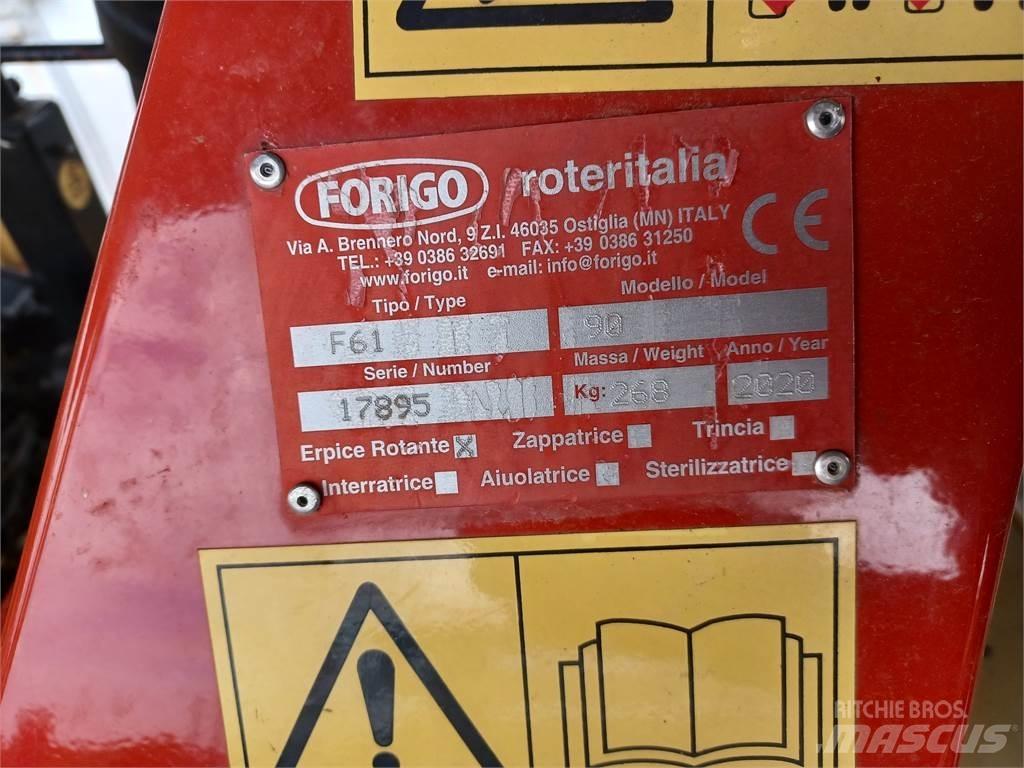 FORIGO roteritalia
Via A. Brennero Nord, 9 Z.I. 46035 Ostiglia (MN) ITALY
TEL.: +39 0386 32691 FAX: +39 0386 31250
www.forigo.it e-mail: info@forigo.it
CE
Tipo / Type Modello / Model
F61 90
Serie / Number Massa / Weight Anno / Year
17895 Kg: 268 2020
Erpice Rotante X Zappatrice Trincia
Interratrice Aiuolatrice Sterilizzatrice
RITCHIE BROS.
MASCUS